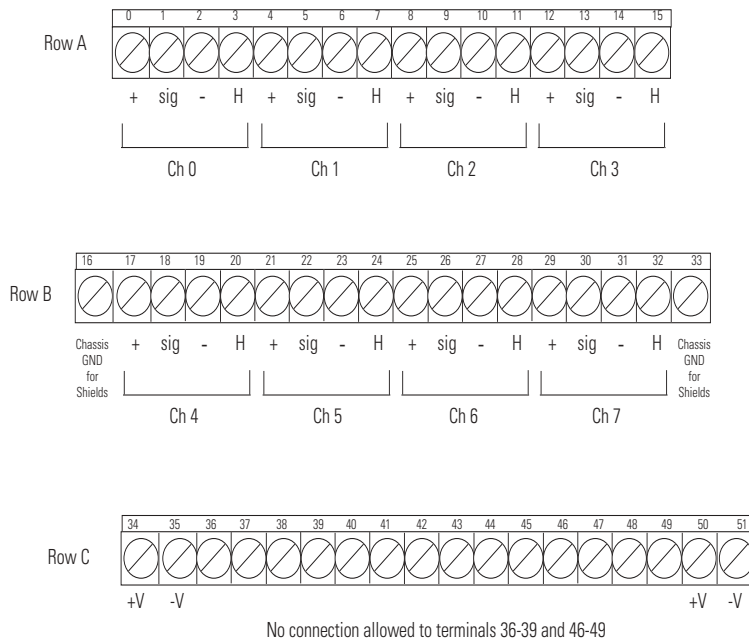 0 1 2 3 4 5 6 7 8 9 10 11 12 13 14 15
Row A
+ sig - H + sig - H + sig - H + sig - H
Ch 0 Ch 1 Ch 2 Ch 3
16 17 18 19 20 21 22 23 24 25 26 27 28 29 30 31 32 33
Row B
Chassis + sig - H + sig - H + sig - H + sig - H Chassis
GND GND
for for
Shields Shields
Ch 4 Ch 5 Ch 6 Ch 7
34 35 36 37 38 39 40 41 42 43 44 45 46 47 48 49 50 51
Row C
+V -V +V -V
No connection allowed to terminals 36-39 and 46-49